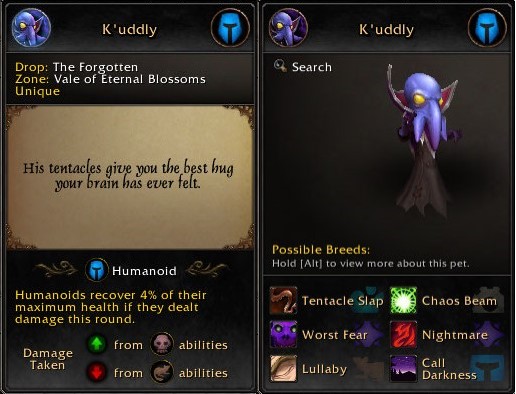 K'uddly
Drop: The Forgotten
Zone: Vale of Eternal Blossoms
Unique
His tentacles give you the best hug
your brain has ever felt.
Humanoid
Humanoids recover 4% of their
maximum health if they dealt
damage this round.
Damage
Taken
from abilities
from abilities
K'uddly
Search
Possible Breeds:
Hold [Alt] to view more about this pet.
Tentacle Slap
Chaos Beam
Worst Fear
Nightmare
Lullaby
Call
Darkness